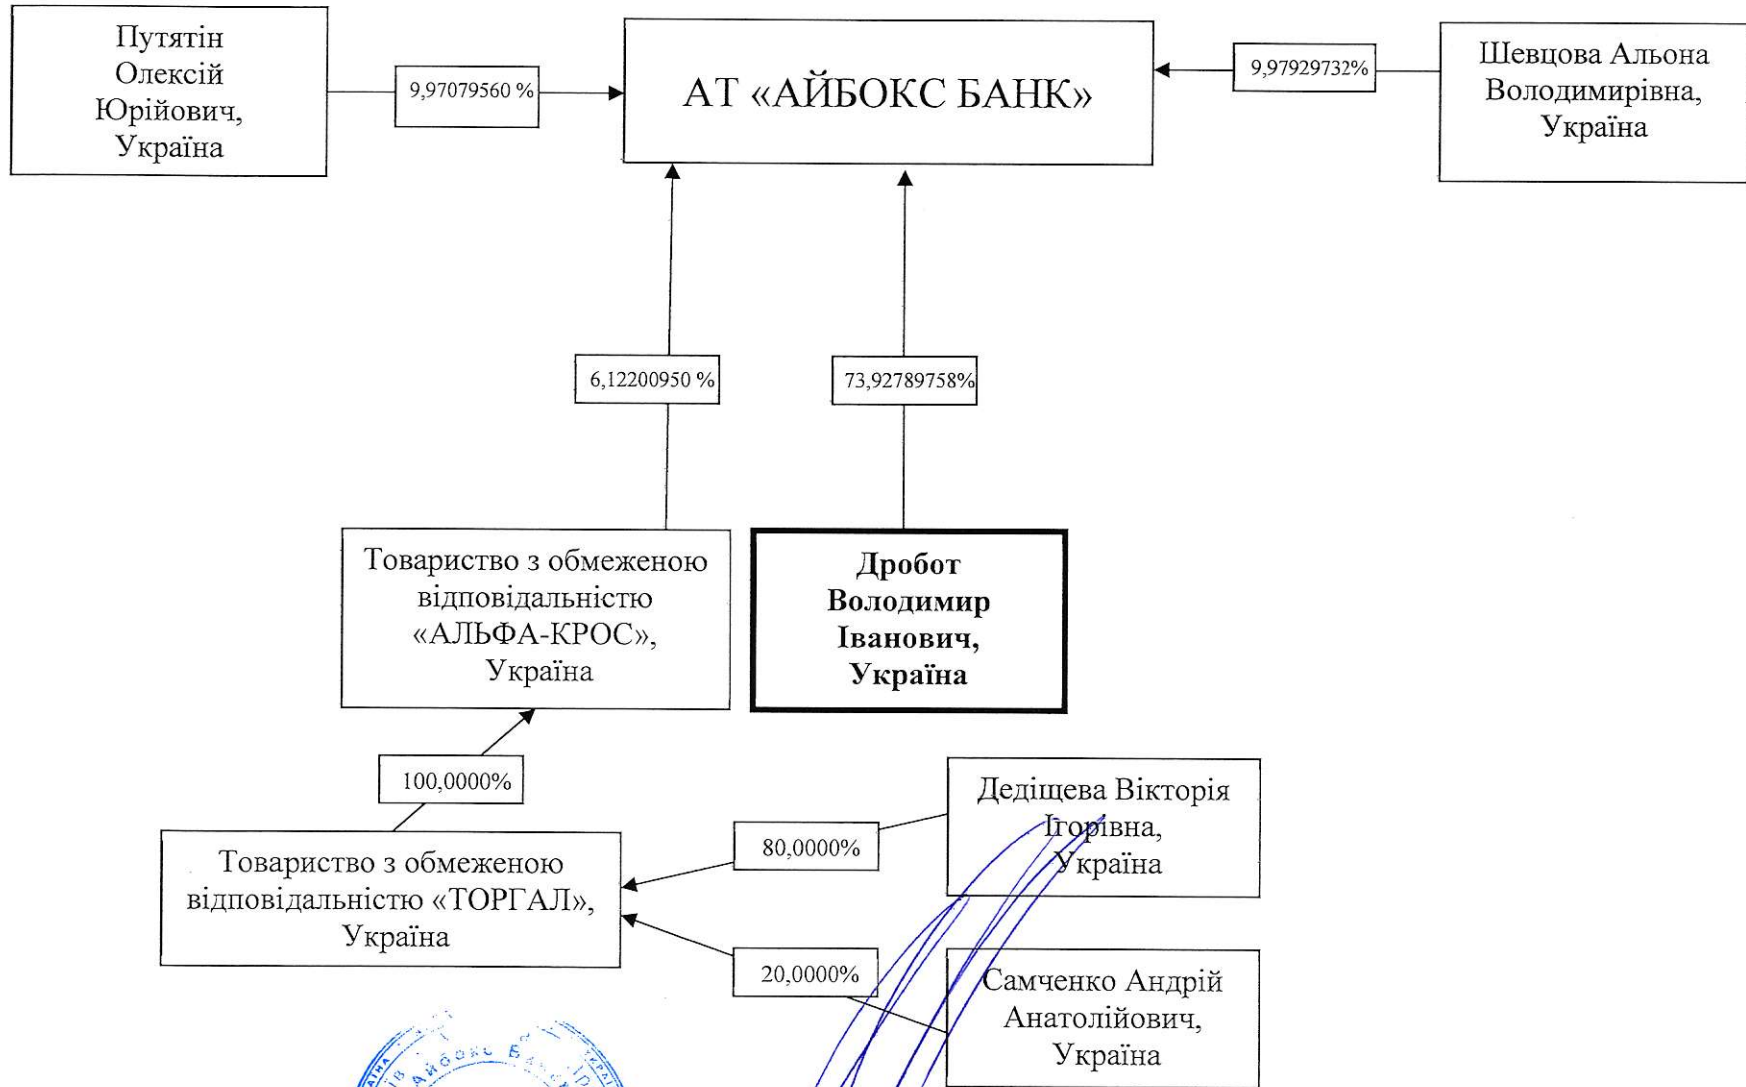 Путятін
Олексій
Юрійович,
Україна
9,97079560 %
АТ «АЙБОКС БАНК»
9,97929732%
Шевцова Альона
Володимирівна,
Україна
6,12200950 %
73,92789758%
Товариство з обмеженою
відповідальністю
«АЛЬФА-КРОС»,
Україна
Дробот
Володимир
Іванович,
Україна
100,0000%
Товариство з обмеженою
відповідальністю «ТОРГАЛ»,
Україна
80,0000%
Дедіщева Вікторія
Ігорівна,
Україна
20,0000%
Самченко Андрій
Анатолійович,
Україна
Айбокс Банк